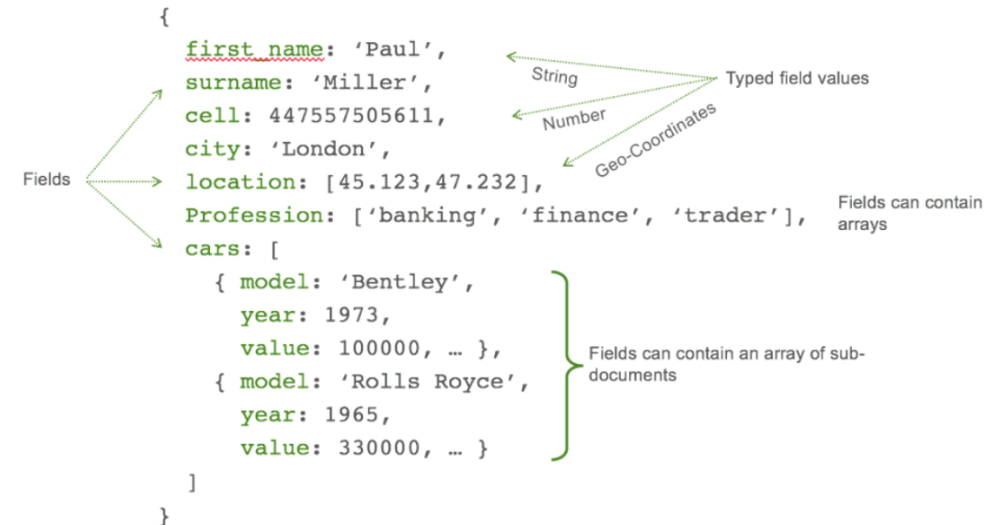 {
first_name: ‘Paul’,
surname: ‘Miller’,
cell: 447557505611,
city: ‘London’,
location: [45.123,47.232],
Profession: [‘banking’, ‘finance’, ‘trader’],
cars: [
{ model: ‘Bentley’,
year: 1973,
value: 100000, … },
{ model: ‘Rolls Royce’,
year: 1965,
value: 330000, … }
]
}
Fields
String
Number
Geo-Coordinates
Typed field values
Fields can contain
arrays
Fields can contain an array of sub-
documents